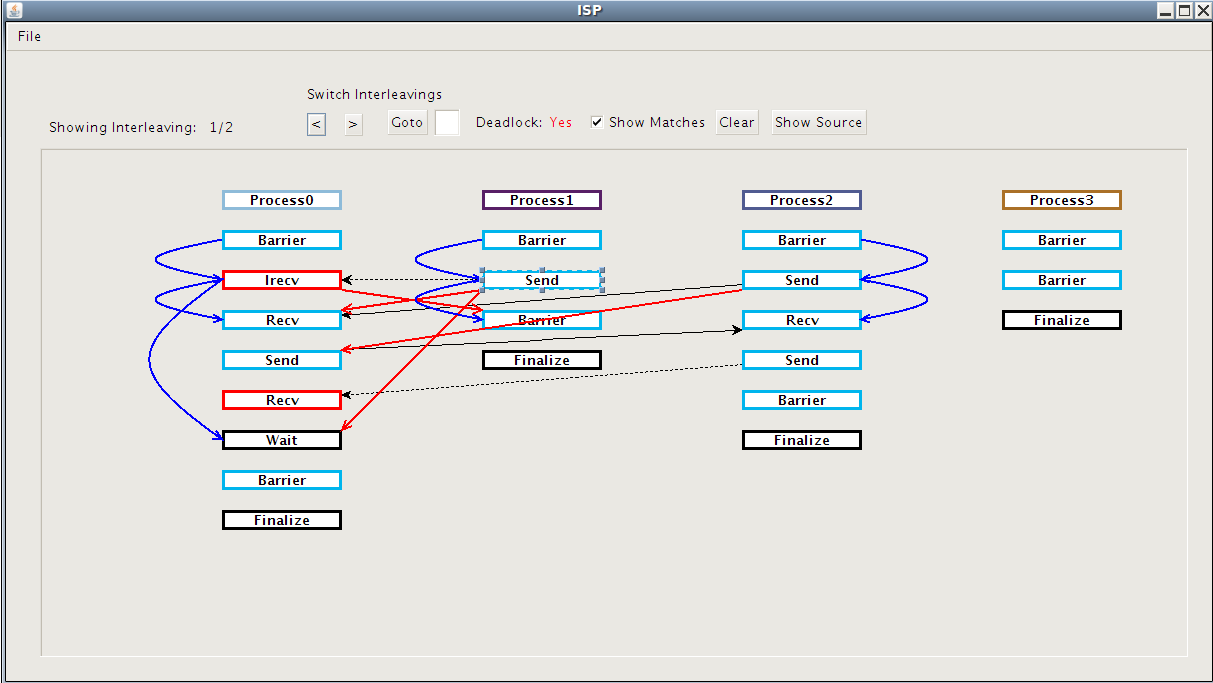 ISP
File
Switch Interleavings
Showing Interleaving: 1/2 < > Goto Deadlock: Yes Show Matches Clear Show Source
Process0 Process1 Process2 Process3
Barrier Barrier Barrier Barrier
Irecv Send Send Barrier
Recv Barrier Recv Finalize
Send Finalize Send
Recv Barrier
Wait Finalize
Barrier
Finalize